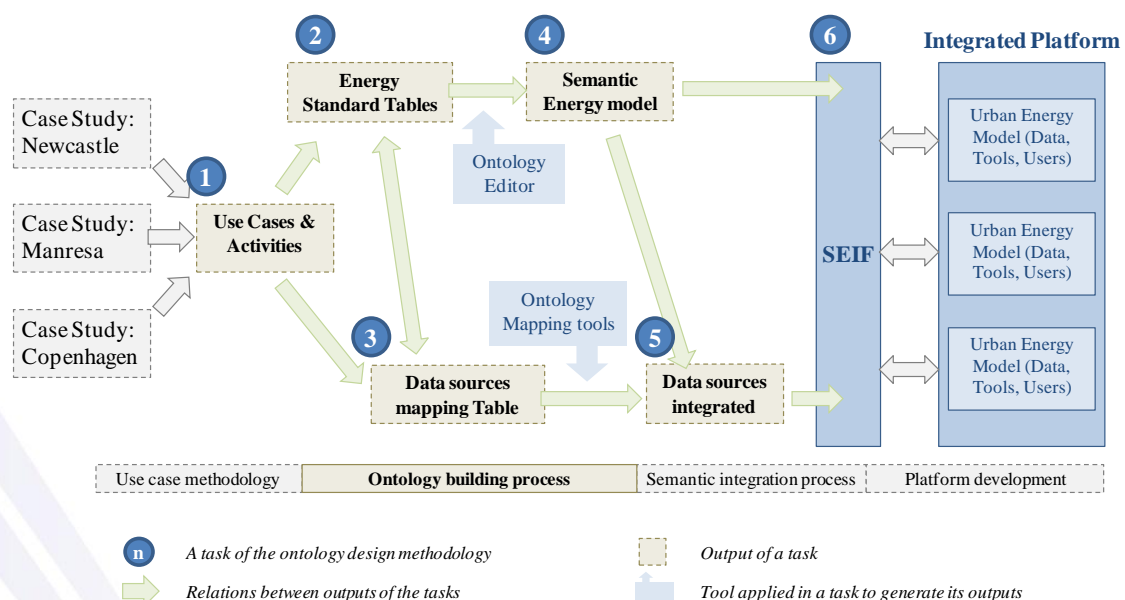 2
4
6
Integrated Platform
Energy
Standard Tables
Semantic
Energy model
Case Study:
Newcastle
Urban Energy
Model (Data,
Tools, Users)
Ontology
Editor
1
Case Study:
Manresa
Use Cases &
Activities
SEIF
Urban Energy
Model (Data,
Tools, Users)
Ontology
Mapping tools
Case Study:
Copenhagen
3
5
Urban Energy
Model (Data,
Tools, Users)
Data sources
mapping Table
Data sources
integrated
Use case methodology
Ontology building process
Semantic integration process
Platform development
n
A task of the ontology design methodology
Output of a task
Relations between outputs of the tasks
Tool applied in a task to generate its outputs